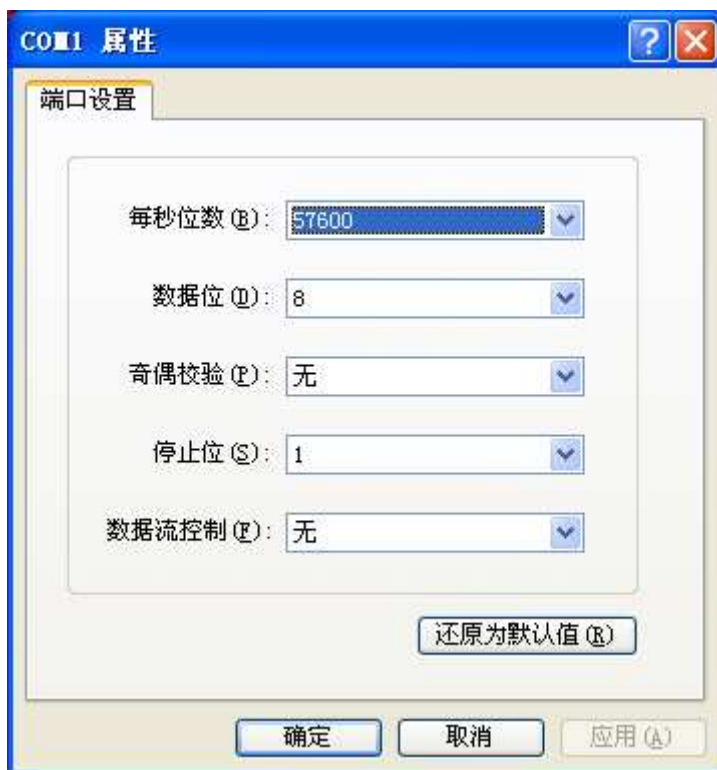 COM1 属性
端口设置
每秒位数(B): 57600
数据位(D): 8
奇偶校验(P): 无
停止位(S): 1
数据流控制(F): 无
还原为默认值(R)
确定 取消 应用(A)